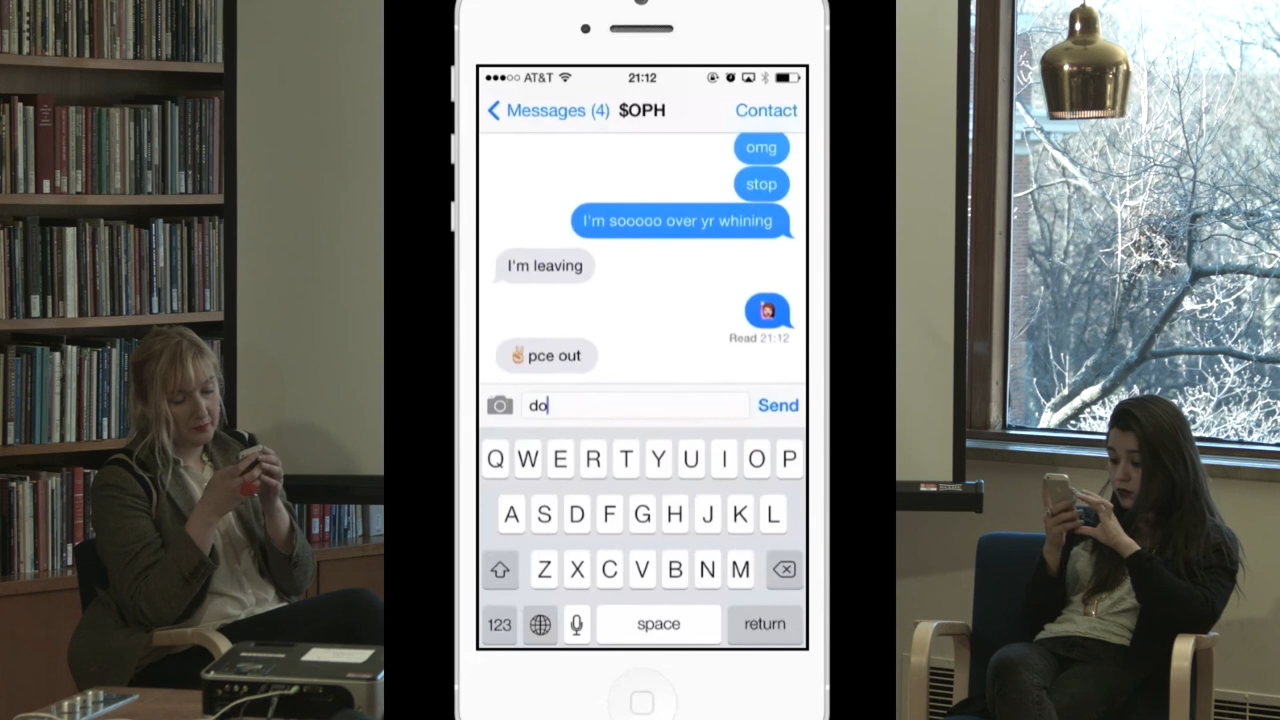 AT&T 21:12
Messages (4) $OPH Contact
omg
stop
I'm sooooo over yr whining
I'm leaving
Read 21:12
✌🏼pce out
do Send
Q W E R T Y U I O P
A S D F G H J K L
Z X C V B N M
123 space return